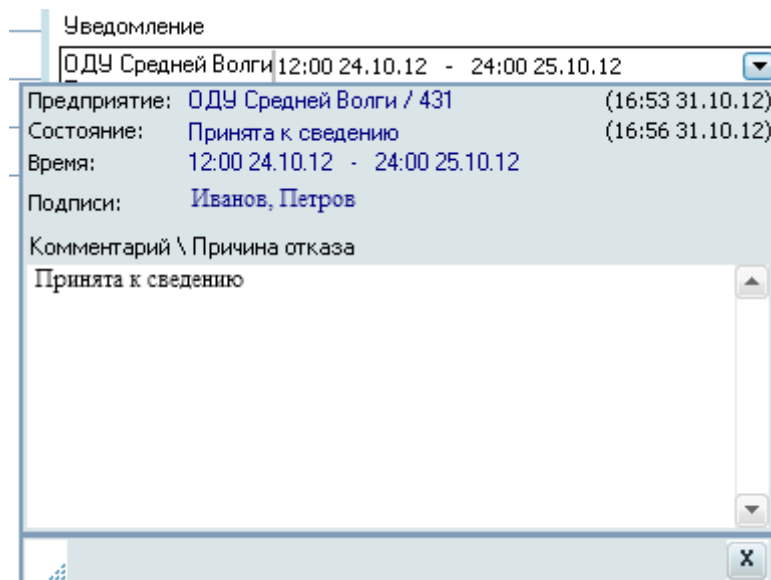 Уведомление
ОДУ Средней Волги 12:00 24.10.12 - 24:00 25.10.12
Предприятие: ОДУ Средней Волги / 431 (16:53 31.10.12)
Состояние: Принята к сведению (16:56 31.10.12)
Время: 12:00 24.10.12 - 24:00 25.10.12
Подписи: Иванов, Петров
Комментарий \ Причина отказа
Принята к сведению
x